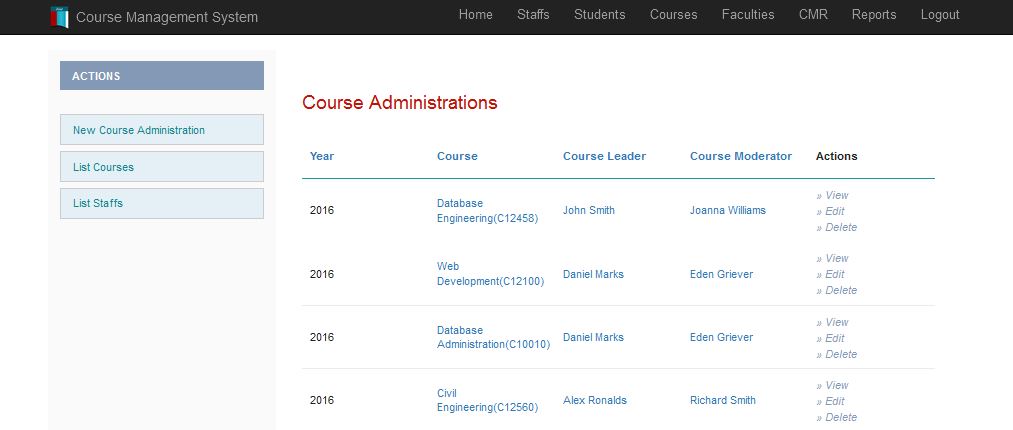 Course Management System Home Staffs Students Courses Faculties CMR Reports Logout
ACTIONS
New Course Administration
List Courses
List Staffs
Course Administrations
Year Course Course Leader Course Moderator Actions
2016 Database Engineering(C12458) John Smith Joanna Williams » View » Edit » Delete
2016 Web Development(C12100) Daniel Marks Eden Griever » View » Edit » Delete
2016 Database Administration(C10010) Daniel Marks Eden Griever » View » Edit » Delete
2016 Civil Engineering(C12560) Alex Ronalds Richard Smith » View » Edit » Delete